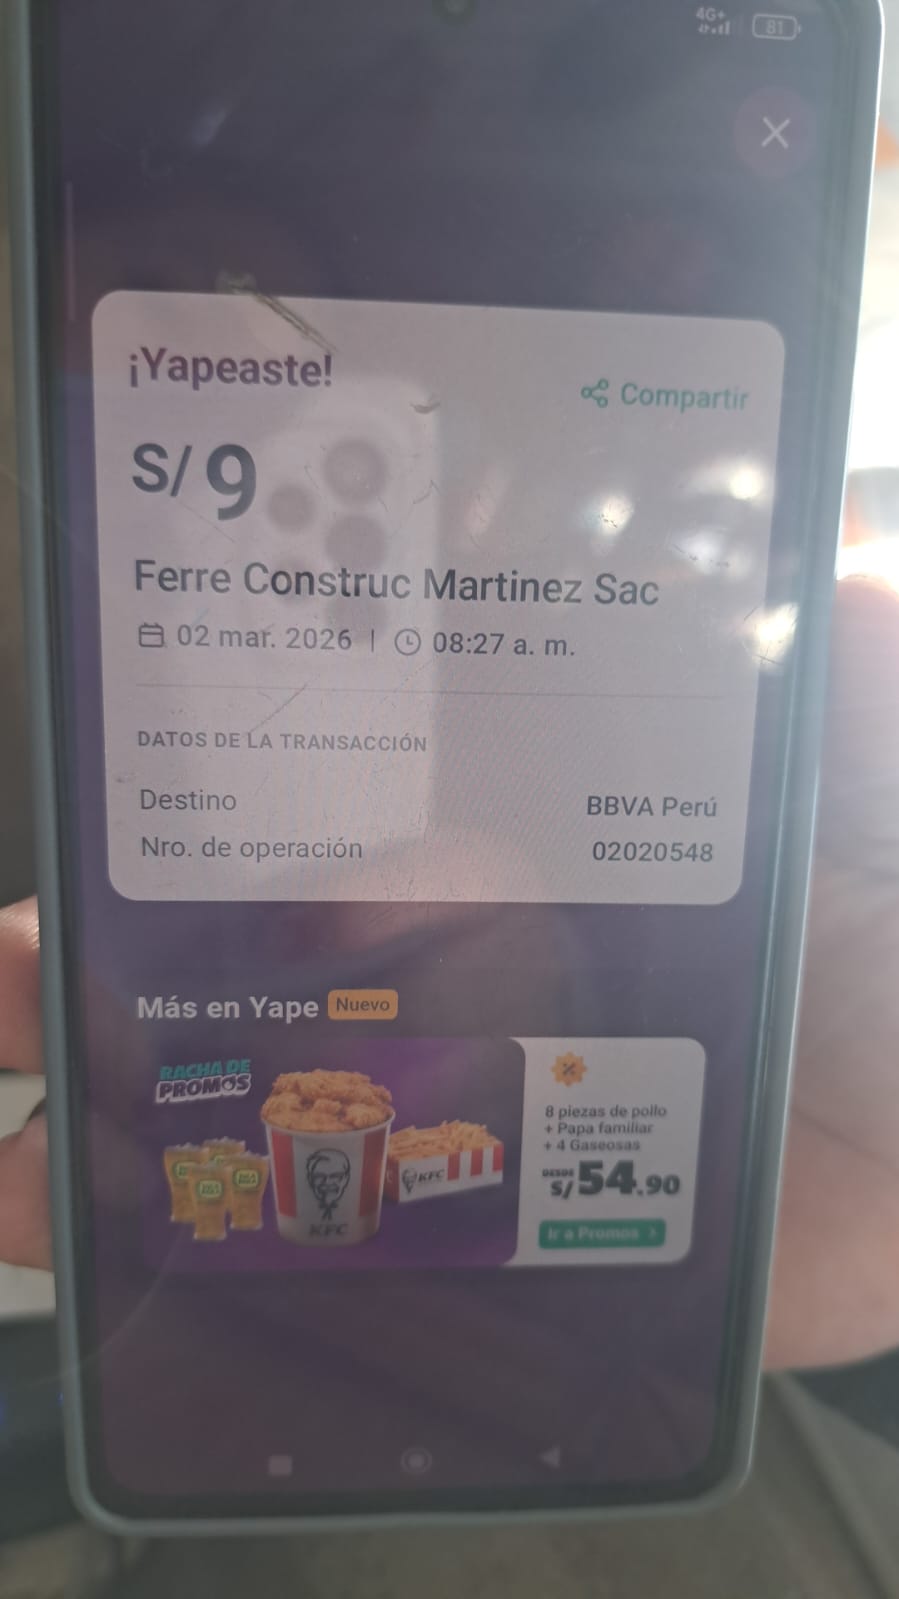 4G+
81
¡Yapeaste!
Compartir
S/9
Ferre Construc Martinez Sac
02 mar. 2026 | 08:27 a. m.
DATOS DE LA TRANSACCIÓN
Destino BBVA Perú
Nro. de operación 02020548
Más en Yape Nuevo
RACHA DE
PROMOS
KFC
KFC
8 piezas de pollo
+ Papa familiar
+ 4 Gaseosas
DESDE
S/54.90
Ir a Promos >